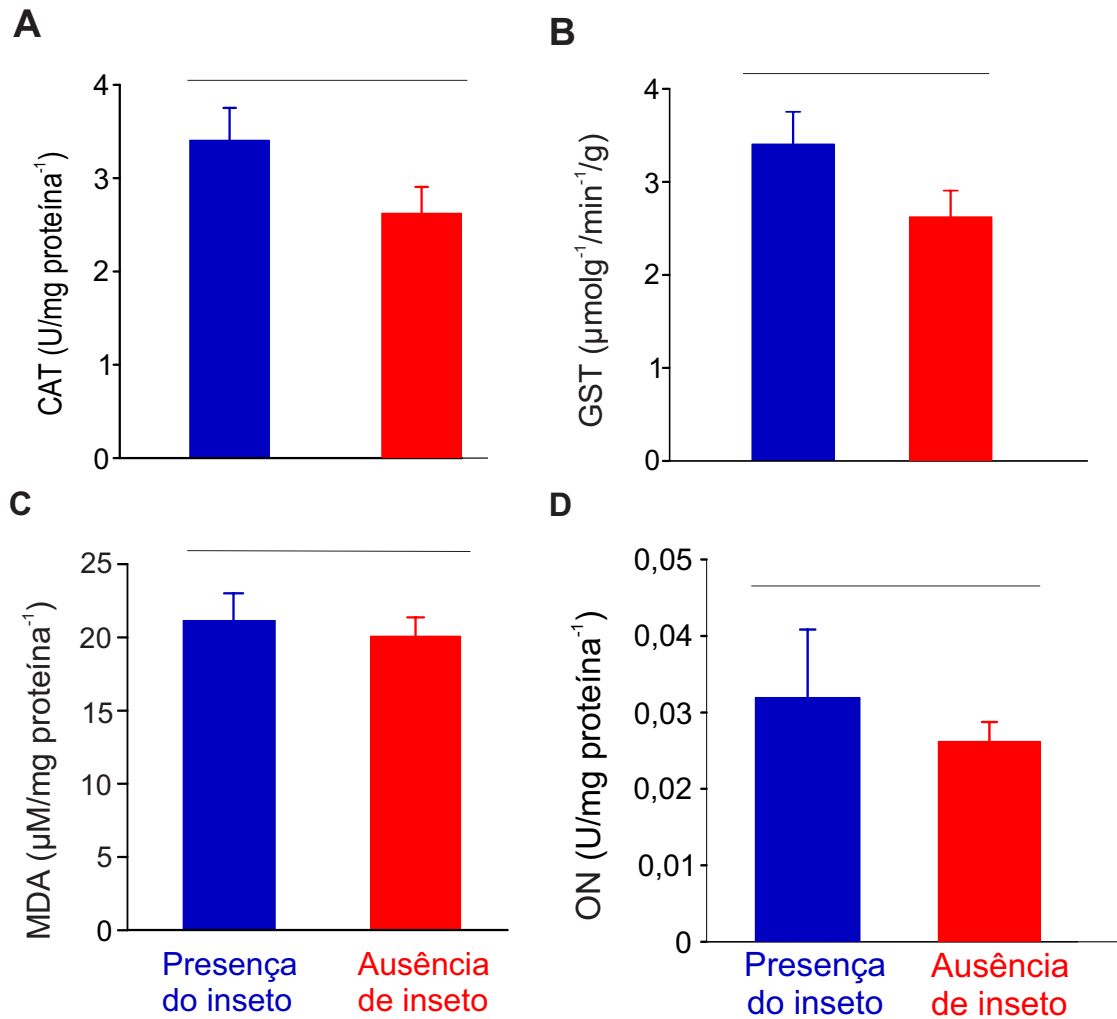 A
CAT (U/mg proteína⁻¹)
4
3
2
1
0
B
GST (µmolg⁻¹/min⁻¹/g)
4
3
2
1
0
C
MDA (µM/mg proteína⁻¹)
25
20
15
10
5
0
Presença
do inseto
Ausência
de inseto
D
ON (U/mg proteína⁻¹)
0,05
0,04
0,03
0,02
0,01
0
Presença
do inseto
Ausência
de inseto